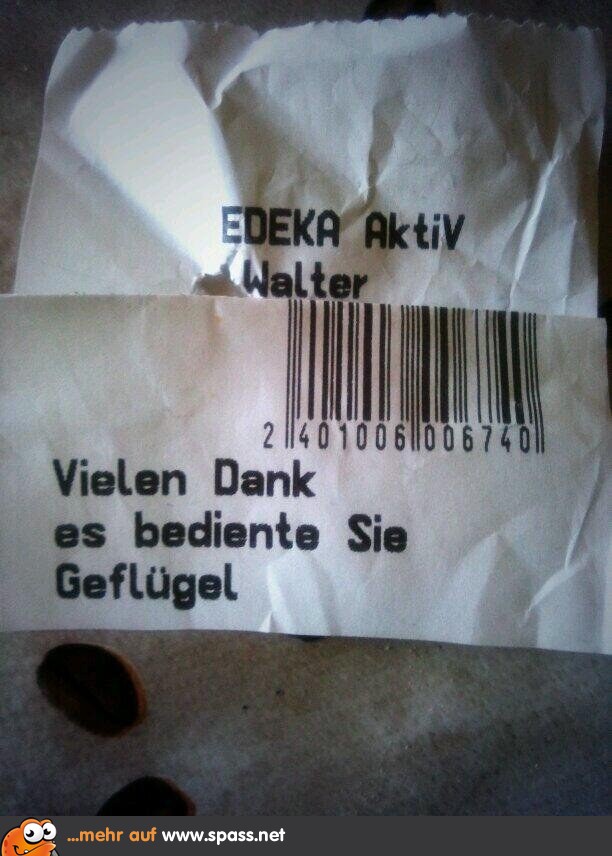 EDEKA AktiV
Walter
2 401006 006740
Vielen Dank
es bediente Sie
Geflügel
...mehr auf www.spass.net